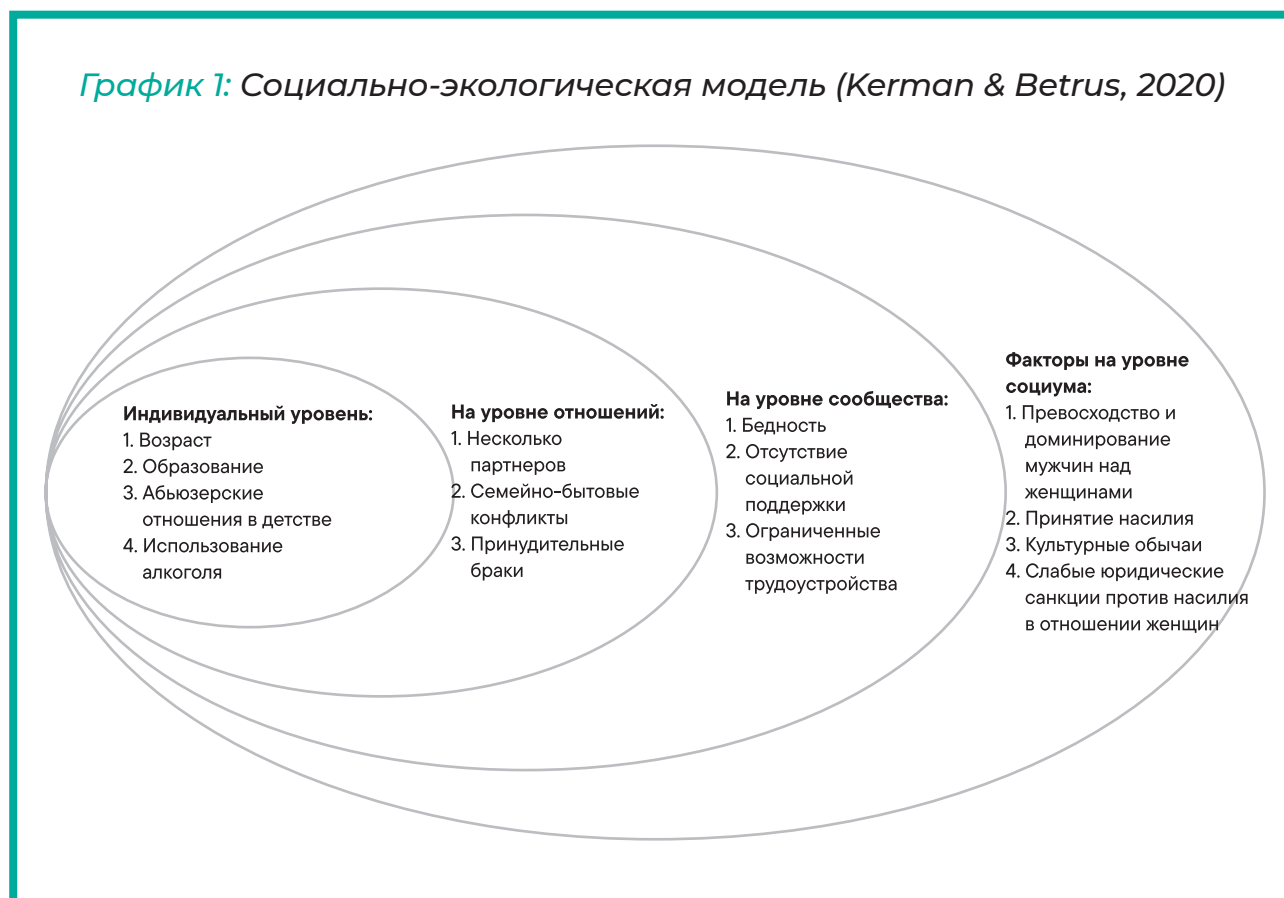 График 1: Социально-экологическая модель (Kerman & Betrus, 2020)
Индивидуальный уровень:
1. Возраст
2. Образование
3. Абьюзерские
отношения в детстве
4. Использование
алкоголя
На уровне отношений:
1. Несколько
партнеров
2. Семейно-бытовые
конфликты
3. Принудительные
браки
На уровне сообщества:
1. Бедность
2. Отсутствие
социальной
поддержки
3. Ограниченные
возможности
трудоустройства
Факторы на уровне
социума:
1. Превосходство и
доминирование
мужчин над
женщинами
2. Принятие насилия
3. Культурные обычаи
4. Слабые юридические
санкции против насилия
в отношении женщин